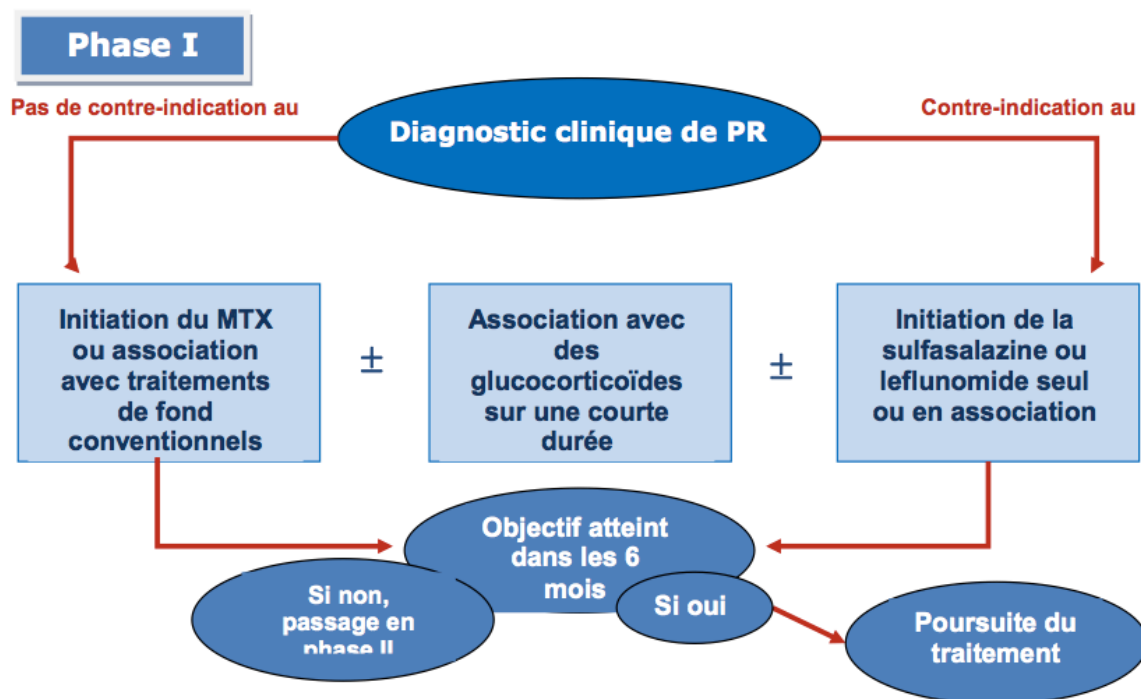 Phase I
Pas de contre-indication au
Contre-indication au
Diagnostic clinique de PR
Initiation du MTX
ou association
avec traitements
de fond
conventionnels
±
Association avec
des
glucocorticoïdes
sur une courte
durée
±
Initiation de la
sulfasalazine ou
leflunomide seul
ou en association
Objectif atteint
dans les 6
mois
Si non,
passage en
phase II
Si oui
Poursuite du
traitement